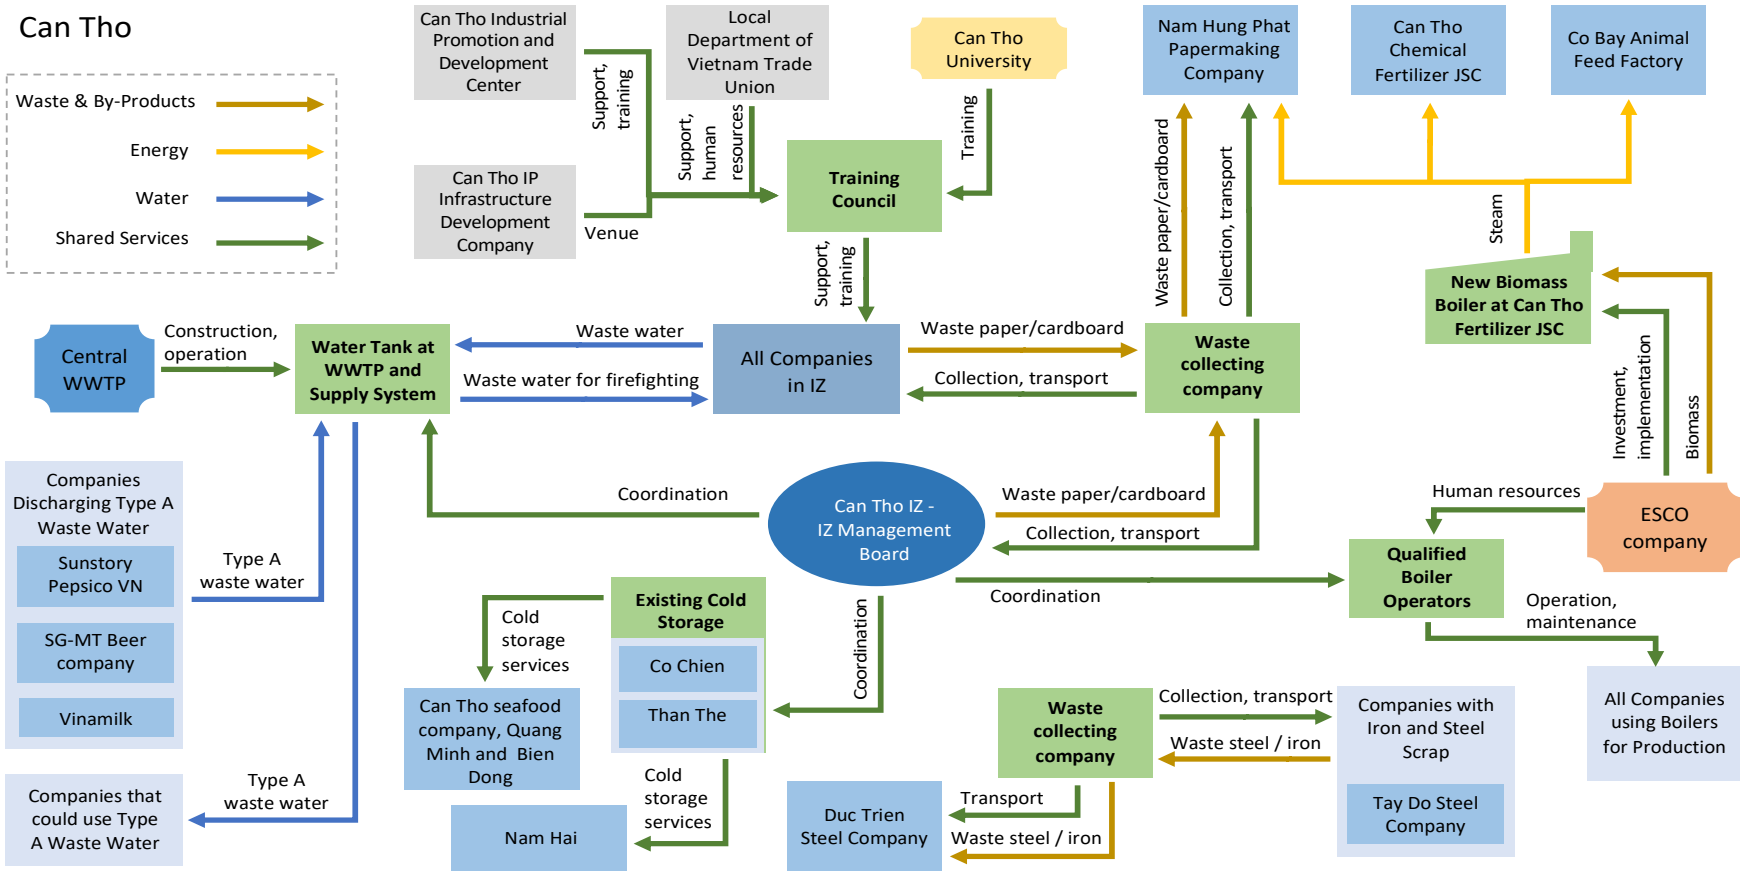 Can Tho
Waste & By-Products
Energy
Water
Shared Services
Can Tho Industrial
Promotion and
Development
Center
Local
Department of
Vietnam Trade
Union
Can Tho
University
Nam Hung Phat
Papermaking
Company
Can Tho
Chemical
Fertilizer JSC
Co Bay Animal
Feed Factory
Support,
training
Support,
human
resources
Training
Can Tho IP
Infrastructure
Development
Company
Venue
Training
Council
Support,
training
Waste paper/cardboard
Collection, transport
Steam
New Biomass
Boiler at Can Tho
Fertilizer JSC
Central
WWTP
Construction,
operation
Water Tank at
WWTP and
Supply System
Waste water
Waste water for firefighting
All Companies
in IZ
Waste paper/cardboard
Collection, transport
Waste
collecting
company
Investment,
implementation
Biomass
Companies
Discharging Type A
Waste Water
Sunstory
Pepsico VN
SG-MT Beer
company
Vinamilk
Type A
waste water
Coordination
Can Tho IZ -
IZ Management
Board
Waste paper/cardboard
Collection, transport
Coordination
Coordination
Human resources
ESCO
company
Qualified
Boiler
Operators
Operation,
maintenance
All Companies
using Boilers
for Production
Existing Cold
Storage
Co Chien
Than The
Cold
storage
services
Can Tho seafood
company, Quang
Minh and Bien
Dong
Cold
storage
services
Nam Hai
Waste
collecting
company
Collection, transport
Waste steel / iron
Companies with
Iron and Steel
Scrap
Tay Do Steel
Company
Transport
Waste steel / iron
Duc Trien
Steel Company
Type A
waste water
Companies that
could use Type
A Waste Water